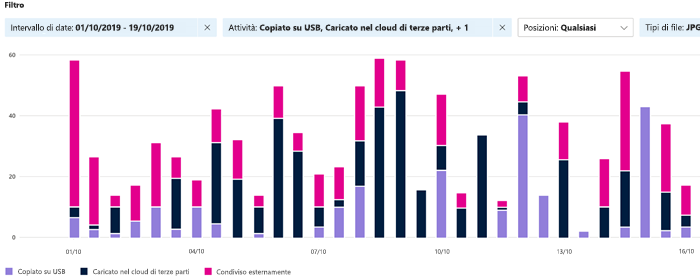 Filtro
Intervallo di date: 01/10/2019 - 19/10/2019 × Attività: Copiato su USB, Caricato nel cloud di terze parti, + 1 × Posizioni: Qualsiasi Tipi di file: JPG
60
40
20
0
01/10 04/10 07/10 10/10 13/10 16/10
Copiato su USB Caricato nel cloud di terze parti Condiviso esternamente